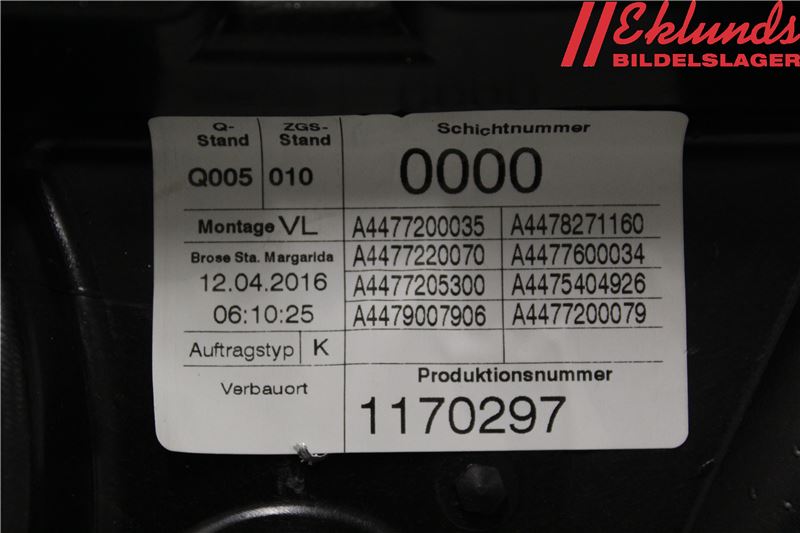 Eklunds
BILDELSLAGER
Q-Stand
ZGS-Stand
Schichtnummer
Q005
010
0000
Montage VL
A4477200035
A4478271160
Brose Sta. Margarida
A4477220070
A4477600034
12.04.2016
A4477205300
A4475404926
06:10:25
A4479007906
A4477200079
Auftragstyp
K
Verbauort
Produktionsnummer
1170297